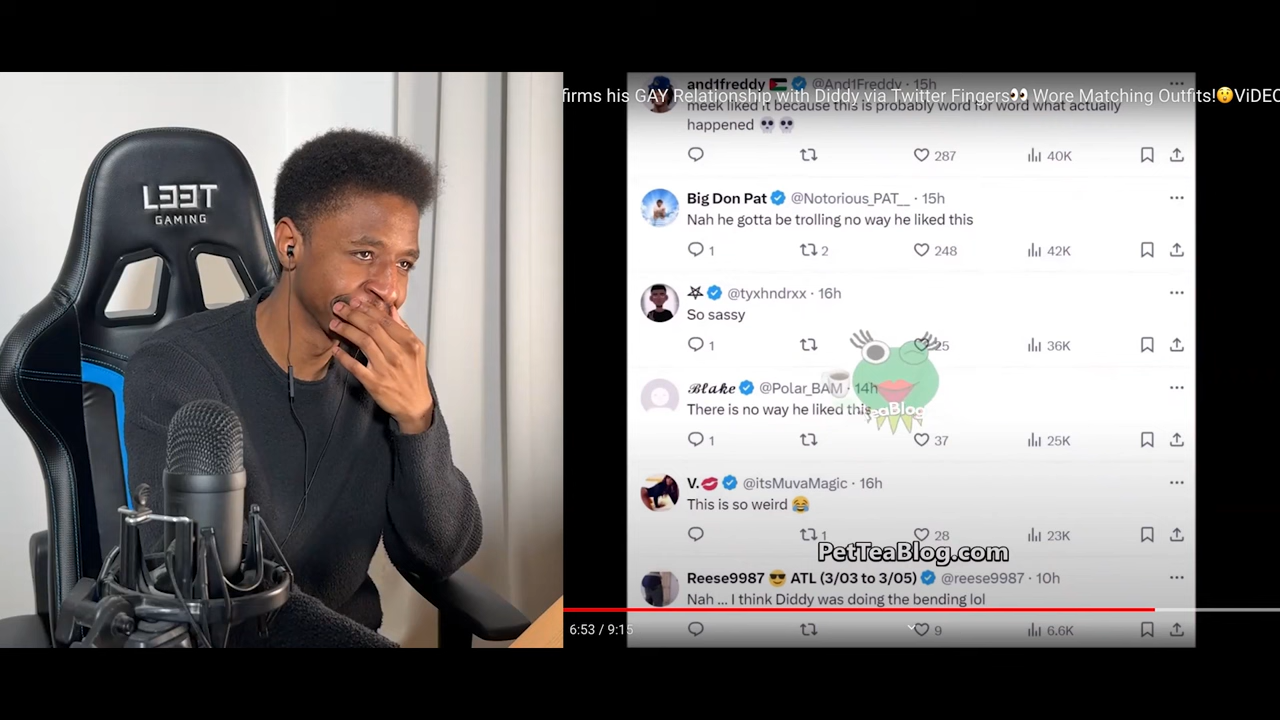 LEET
GAMING
firms his GAY Relationship with Diddy via Twitter Fingers👀 Wore Matching Outfits!😲ViDEO
and1freddy 🇵🇸 @And1Freddy · 15h
meek liked it because this is probably word for word what actually
happened 💀💀
287 40K
Big Don Pat @Notorious_PAT__ · 15h
Nah he gotta be trolling no way he liked this
1 2 248 42K
@tyxhndrxx · 16h
So sassy
1 25 36K
𝓑𝓵𝓪𝓴𝓮 @Polar_BAM · 14h
There is no way he liked this
eaBlog
1 37 25K
V.💋 @itsMuvaMagic · 16h
This is so weird 😂
1 28 23K
PetTeaBlog.com
Reese9987 😎 ATL (3/03 to 3/05) @reese9987 · 10h
Nah ... I think Diddy was doing the bending lol
6:53 / 9:15
9 6.6K